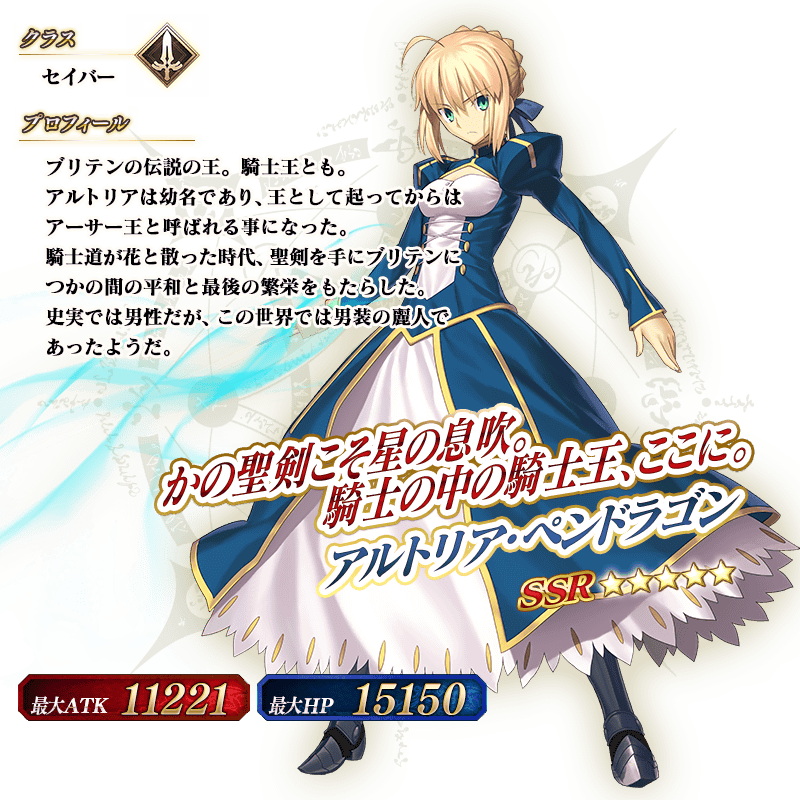 クラス
セイバー
プロフィール
ブリテンの伝説の王。騎士王とも。
アルトリアは幼名であり、王として起ってからは
アーサー王と呼ばれる事になった。
騎士道が花と散った時代、聖剣を手にブリテンに
つかの間の平和と最後の繁栄をもたらした。
史実では男性だが、この世界では男装の麗人で
あったようだ。
かの聖剣こそ星の息吹。
騎士の中の騎士王、ここに。
アルトリア・ペンドラゴン
SSR ★★★★★
最大ATK 11221
最大HP 15150